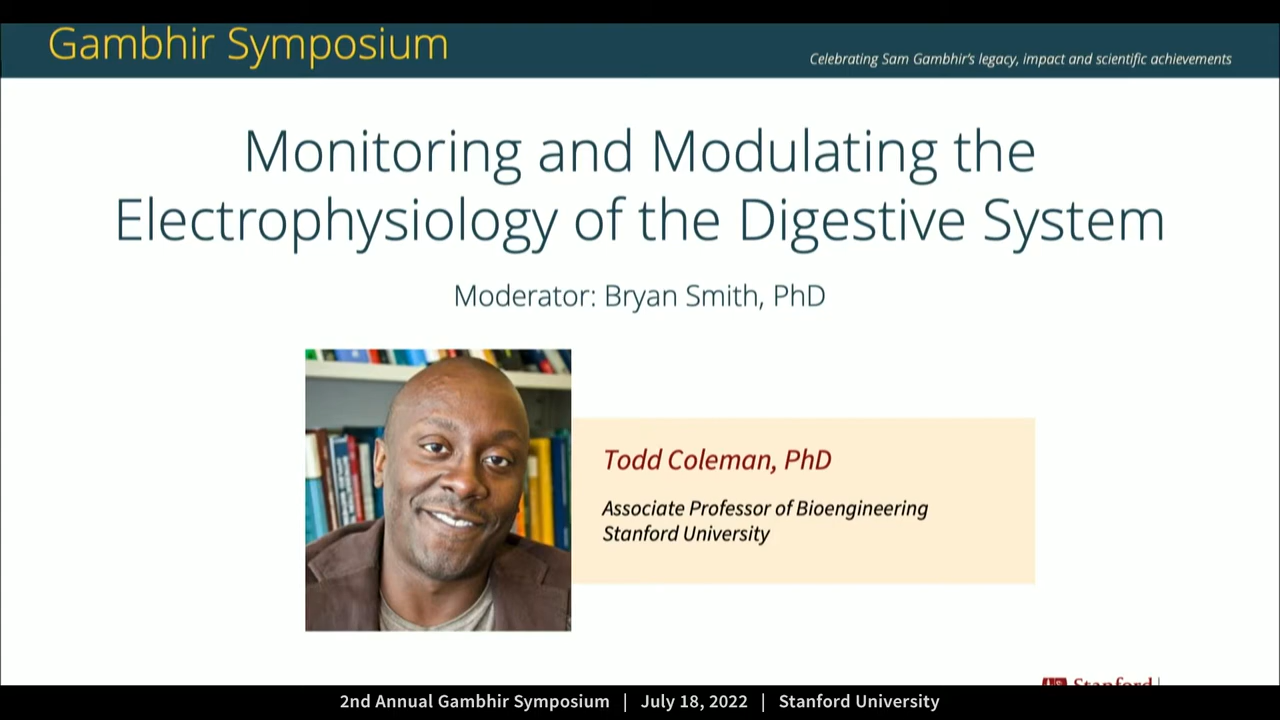 Gambhir Symposium
Celebrating Sam Gambhir's legacy, impact and scientific achievements
Monitoring and Modulating the
Electrophysiology of the Digestive System
Moderator: Bryan Smith, PhD
Todd Coleman, PhD
Associate Professor of Bioengineering
Stanford University
Stanford
2nd Annual Gambhir Symposium | July 18, 2022 | Stanford University